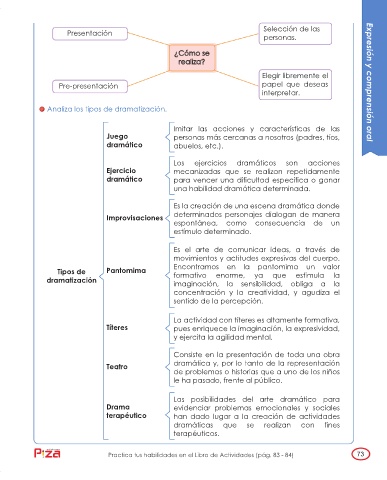 Presentación
Selección de las
personas.
¿Cómo se
realiza?
Pre-presentación
Elegir libremente el
papel que deseas
interpretar.
Analiza los tipos de dramatización.
Tipos de
dramatización
Juego
dramático
Imitar las acciones y características de las
personas más cercanas a nosotros (padres, tíos,
abuelos, etc.).
Ejercicio
dramático
Los ejercicios dramáticos son acciones
mecanizadas que se realizan repetidamente
para vencer una dificultad específica o ganar
una habilidad dramática determinada.
Improvisaciones
Es la creación de una escena dramática donde
determinados personajes dialogan de manera
espontánea, como consecuencia de un
estímulo determinado.
Pantomima
Es el arte de comunicar ideas, a través de
movimientos y actitudes expresivas del cuerpo.
Encontramos en la pantomima un valor
formativo enorme, ya que estimula la
imaginación, la sensibilidad, obliga a la
concentración y la creatividad, y agudiza el
sentido de la percepción.
Títeres
La actividad con títeres es altamente formativa,
pues enriquece la imaginación, la expresividad,
y ejercita la agilidad mental.
Teatro
Consiste en la presentación de toda una obra
dramática y, por lo tanto de la representación
de problemas o historias que a uno de los niños
le ha pasado, frente al público.
Drama
terapéutico
Las posibilidades del arte dramático para
evidenciar problemas emocionales y sociales
han dado lugar a la creación de actividades
dramáticas que se realizan con fines
terapéuticos.
Expresión y comprensión oral
Practica tus habilidades en el Libro de Actividades (pág. 83 - 84)
73